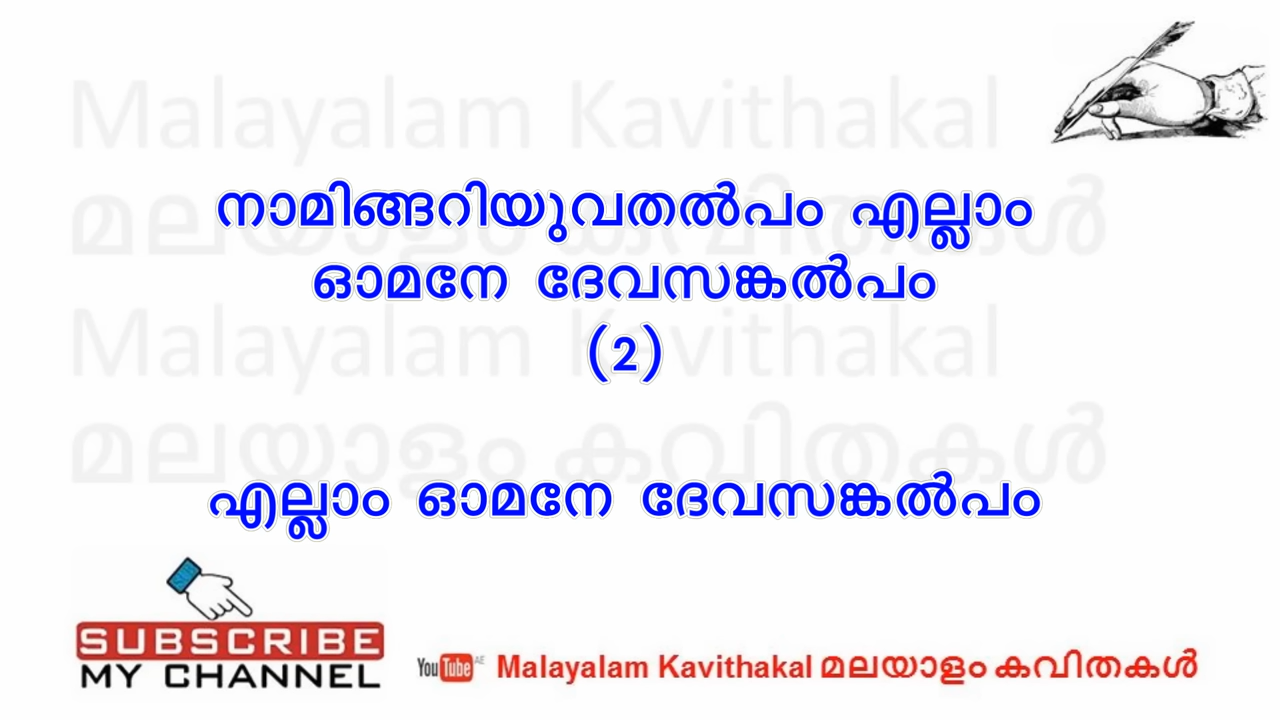 Malayalam Kavithakal
മലയാളം കവിതകൾ
നാമിങ്ങറിയുവതൽപം എല്ലാം
ഓമനേ ദേവസങ്കൽപം
(2)
Malayalam Kavithakal
മലയാളം കവിതകൾ
എല്ലാം ഓമനേ ദേവസങ്കൽപം
SUBSCRIBE
MY CHANNEL
YouTube AE Malayalam Kavithakal മലയാളം കവിതകൾ